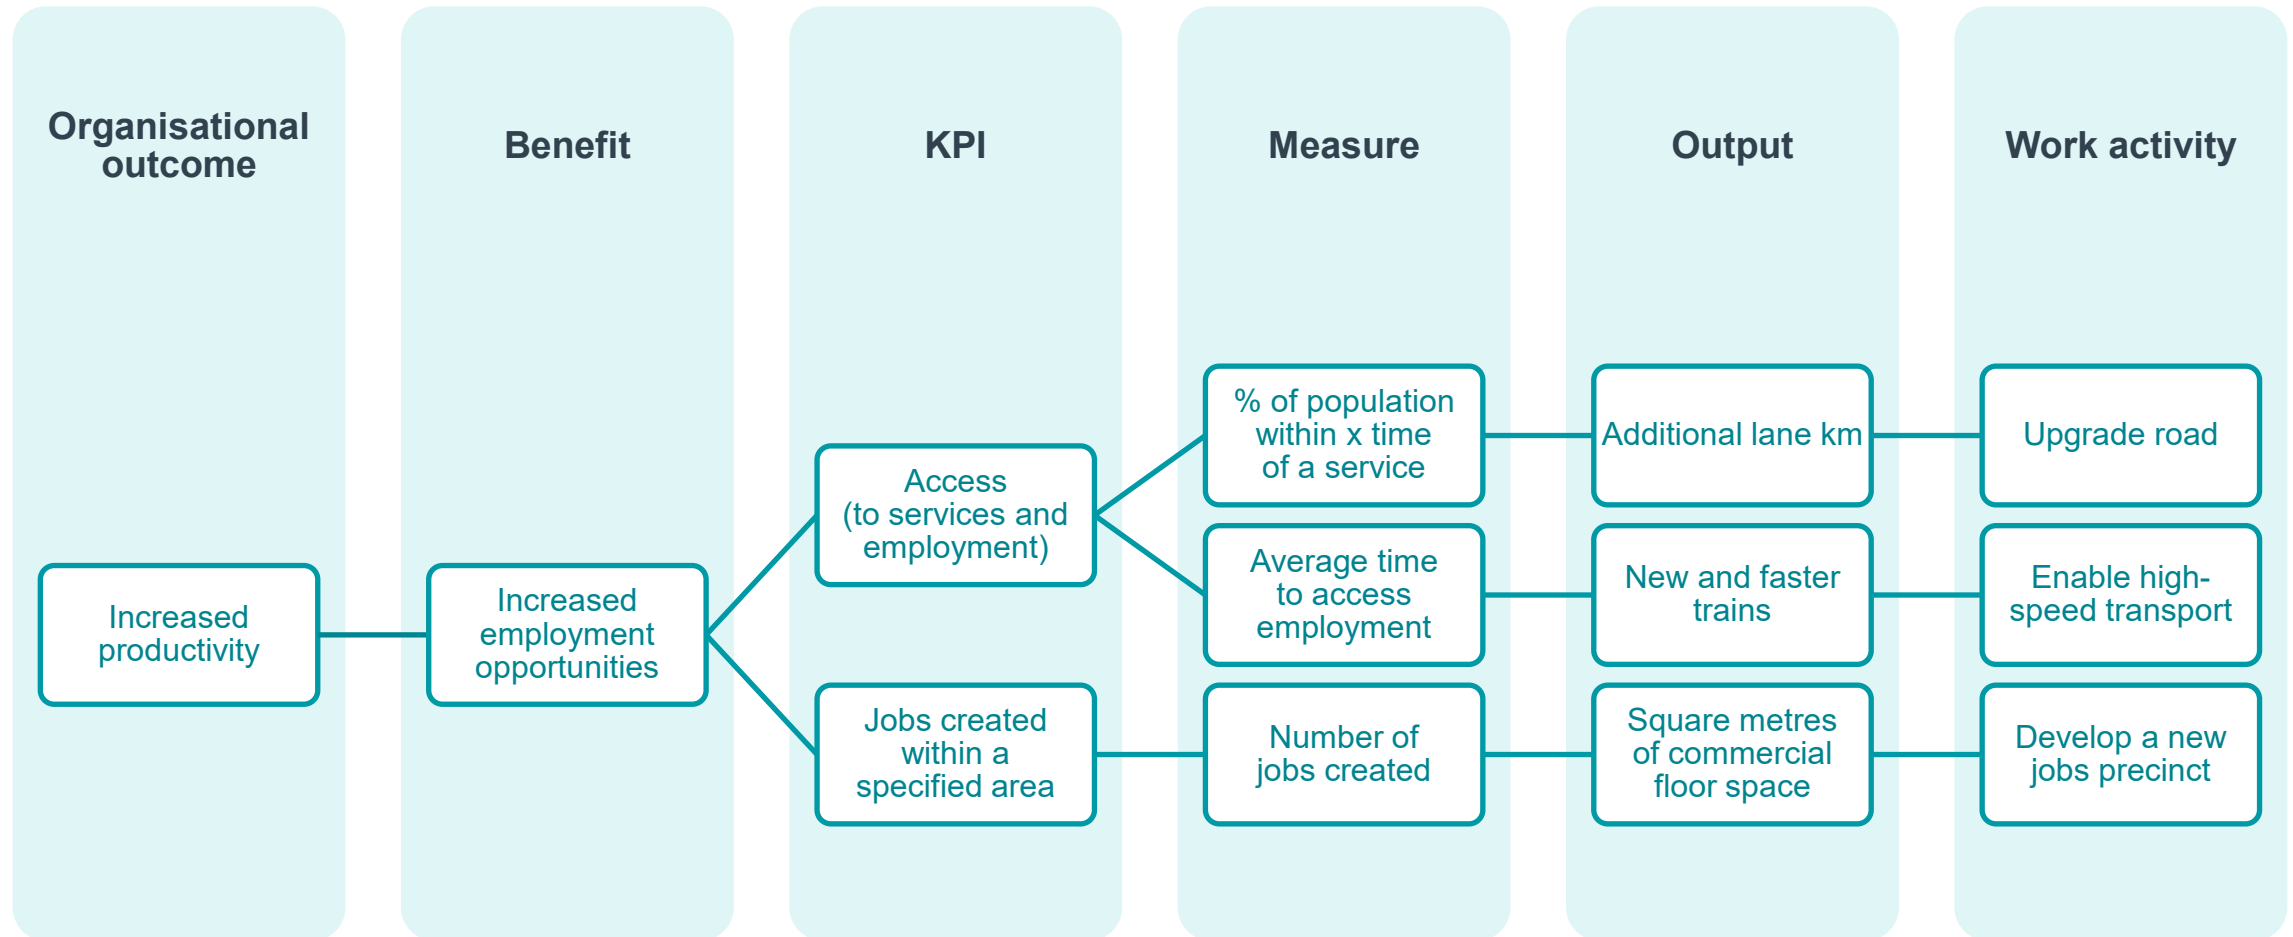 Organisational
outcome
Benefit
KPI
Measure
Output
Work activity
Increased
productivity
Increased
employment
opportunities
Access
(to services and
employment)
Jobs created
within a
specified area
% of population
within x time
of a service
Average time
to access
employment
Number of
jobs created
Additional lane km
New and faster
trains
Square metres
of commercial
floor space
Upgrade road
Enable high-
speed transport
Develop a new
jobs precinct